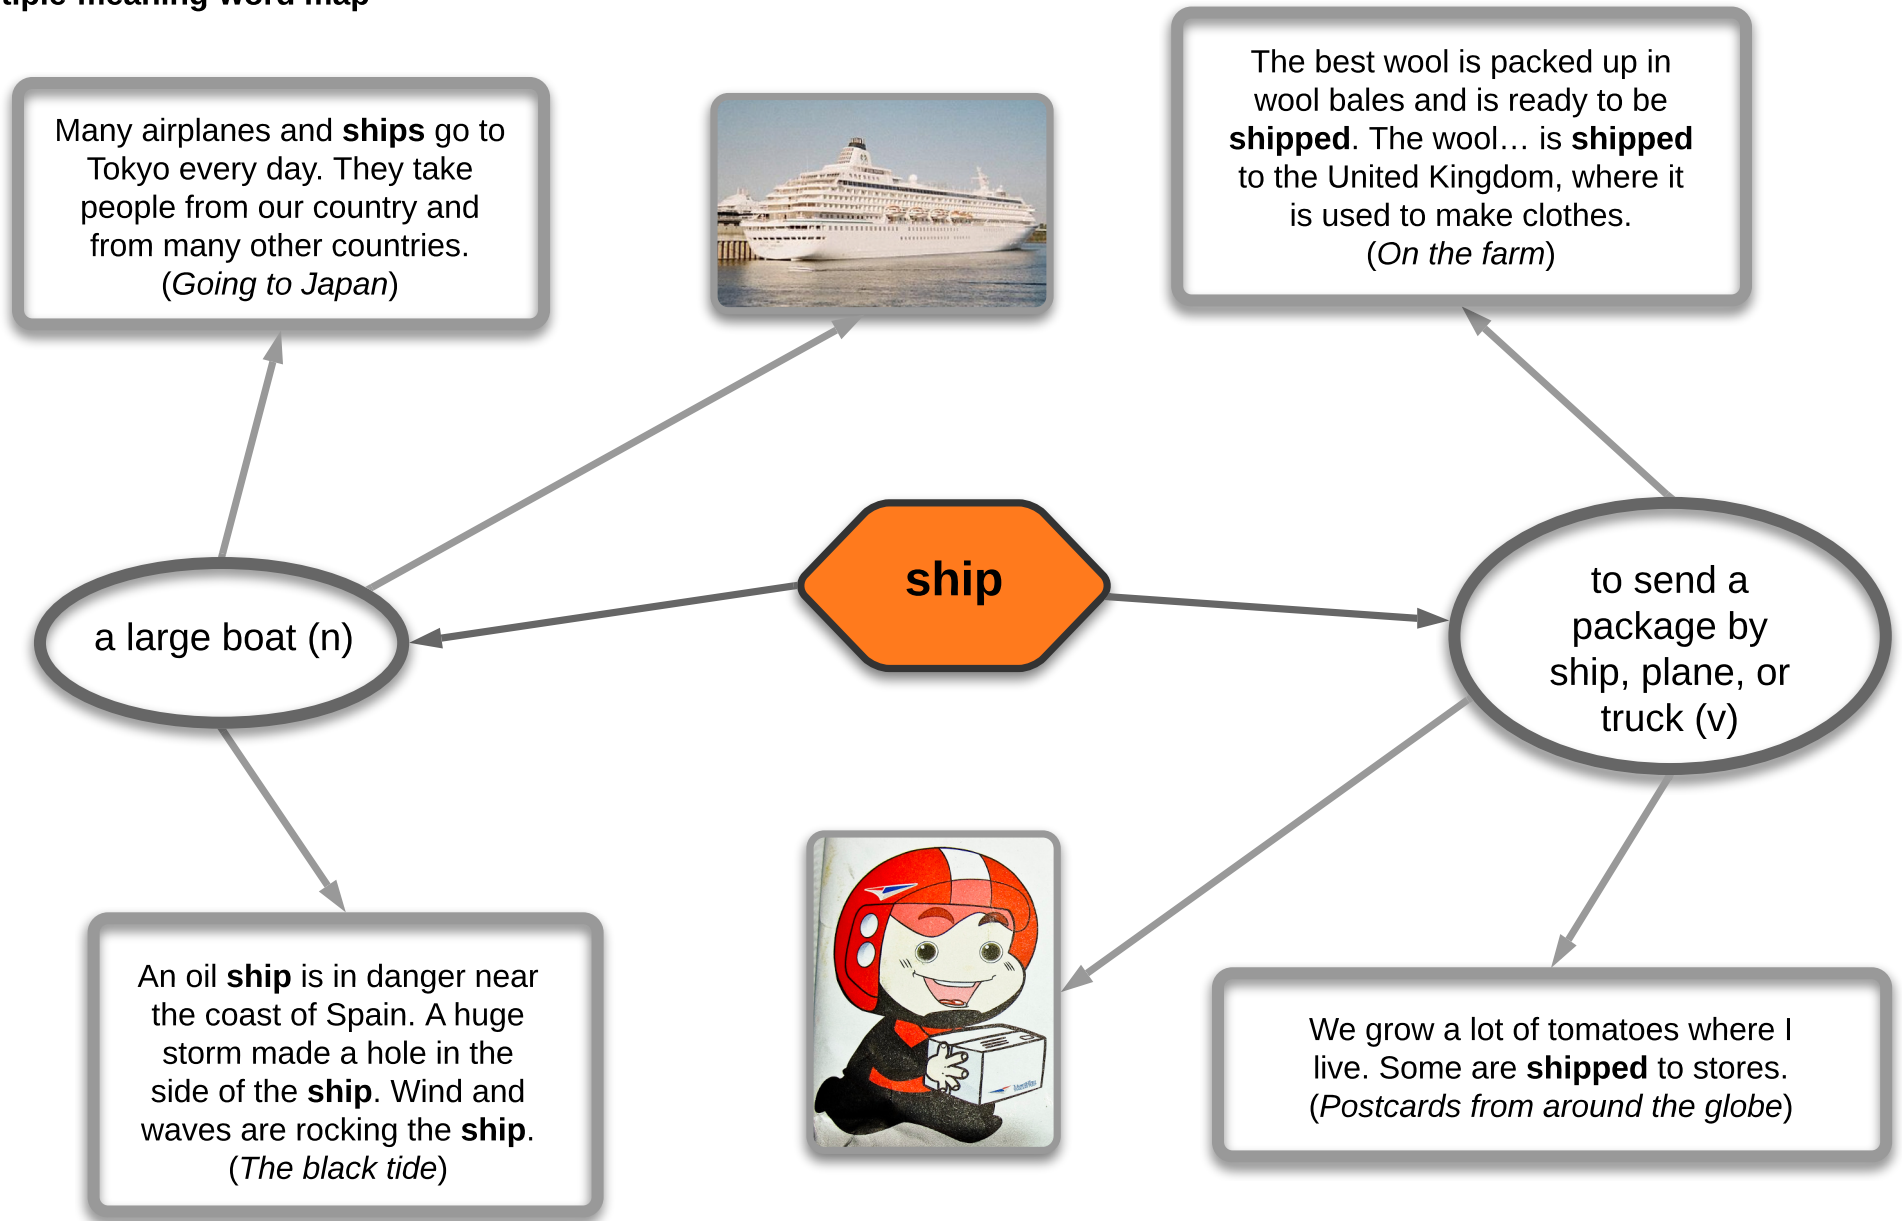 tiple meaning word map
Many airplanes and ships go to
Tokyo every day. They take
people from our country and
from many other countries.
(Going to Japan)
The best wool is packed up in
wool bales and is ready to be
shipped. The wool… is shipped
to the United Kingdom, where it
is used to make clothes.
(On the farm)
ship
a large boat (n)
to send a
package by
ship, plane, or
truck (v)
An oil ship is in danger near
the coast of Spain. A huge
storm made a hole in the
side of the ship. Wind and
waves are rocking the ship.
(The black tide)
We grow a lot of tomatoes where I
live. Some are shipped to stores.
(Postcards from around the globe)